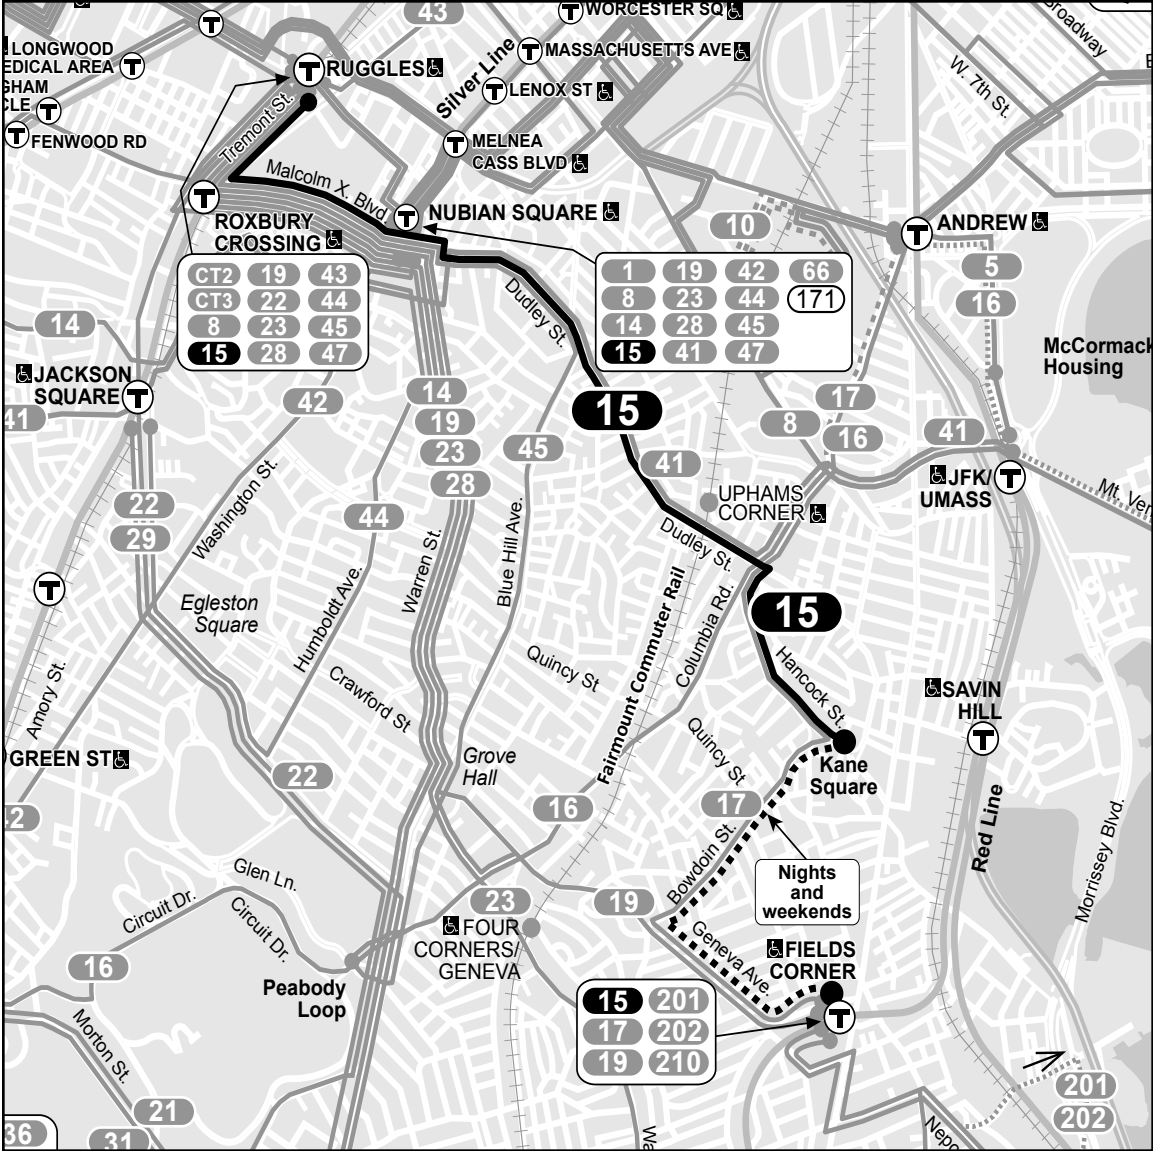 43
WORCESTER SQ
Broadway
LONGWOOD
EDICAL AREA
T
T
MASSACHUSETTS AVE
T
T
RUGGLES
Silver Line
W. 7th St.
GHAM
CLE
T
T
LENOX ST
T
FENWOOD RD
Tremont St.
T
MELNEA
CASS BLVD
Malcolm X. Blvd.
T
ROXBURY
CROSSING
T
NUBIAN SQUARE
10
T
ANDREW
CT2 19 43
CT3 22 44
8 23 45
15 28 47
1 19 42 66
8 23 44 171
14 28 45
15 41 47
5
16
14
Dudley St.
McCormack
Housing
JACKSON
SQUARE
T
41
42
14
19
23
28
15
17
8
16
41
45
41
22
29
Washington St.
44
UPHAMS
CORNER
JFK/
UMASS
T
Mt. Ver
Dudley St.
Warren St.
Blue Hill Ave.
T
Egleston
Square
Humboldt Ave.
Fairmount Commuter Rail
Columbia Rd.
15
Quincy St
Crawford St
Hancock St.
Amory St.
SAVIN
HILL
T
GREEN ST
Grove
Hall
Quincy St
Kane
Square
22
16
17
2
Red Line
Morrissey Blvd.
Bowdoin St.
Nights
and
weekends
Glen Ln.
Circuit Dr.
Circuit Dr.
23
19
FOUR
CORNERS/
GENEVA
Geneva Ave.
FIELDS
CORNER
T
16
Peabody
Loop
15 201
17 202
19 210
Morton St.
201
202
21
36
31
Wa
Nepo